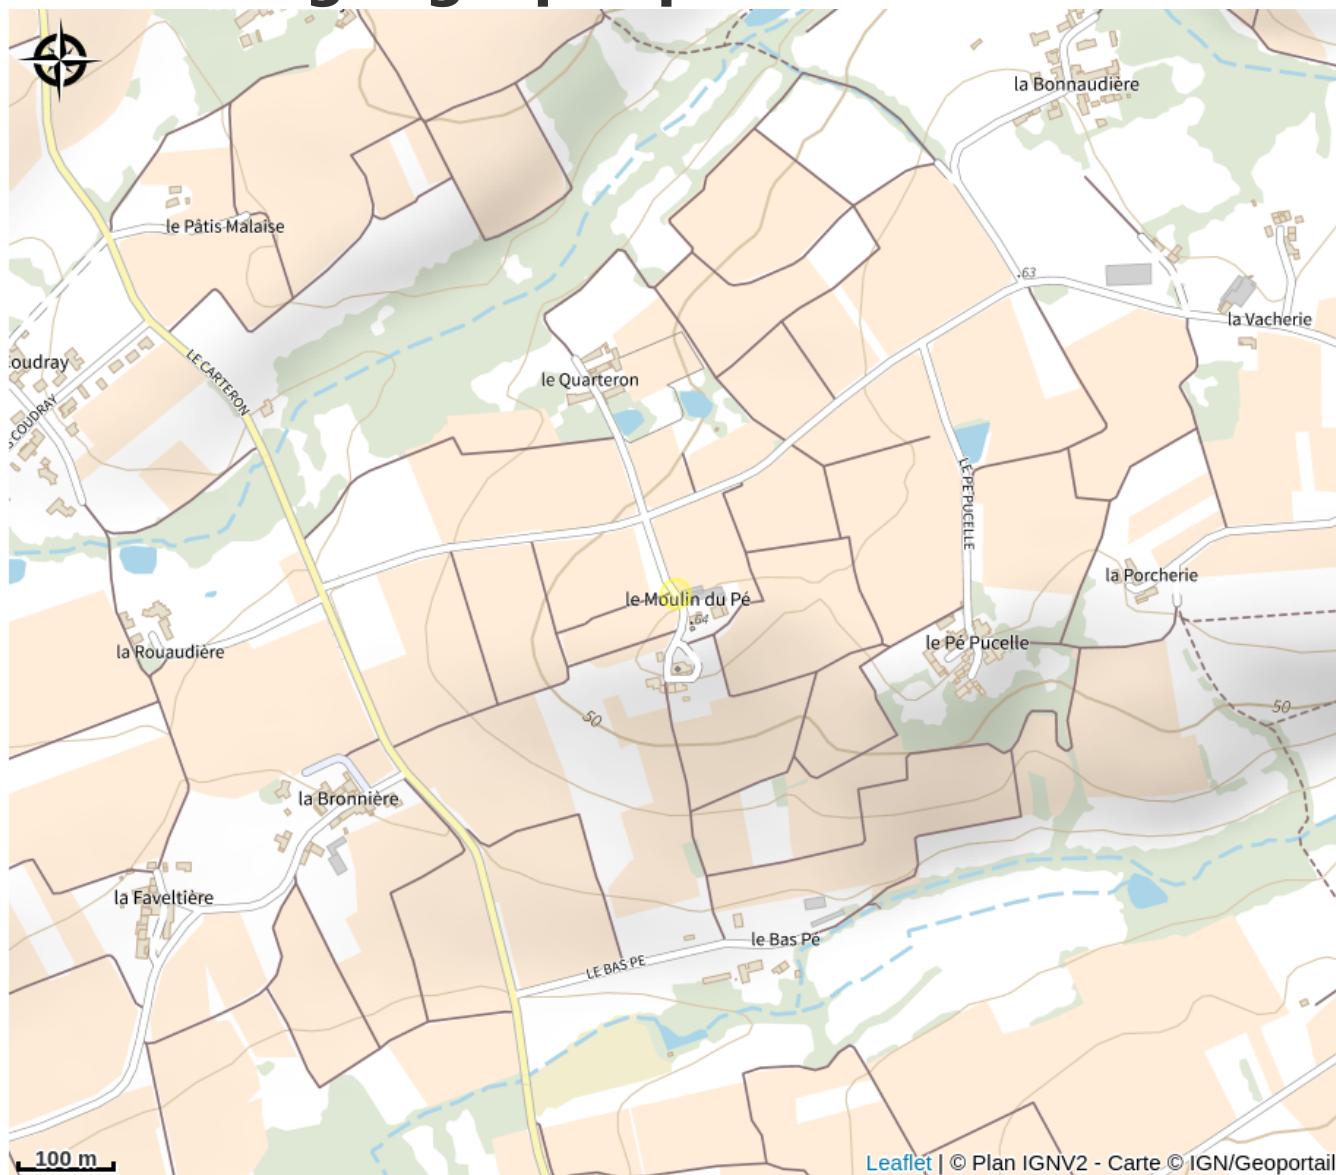 la Bonnaudière
le Pâtis Malaise
63
la Vacherie
oudray
LE CARTERON
le Quarteron
COUDRAY
LE PE PUCELLE
la Porcherie
le Moulin du Pé
64
la Rouaudière
le Pé Pucelle
50
50
la Bronnière
la Faveltière
le Bas Pé
LE BAS PE
100 m
Leaflet | © Plan IGNV2 - Carte © IGN/Geoportail